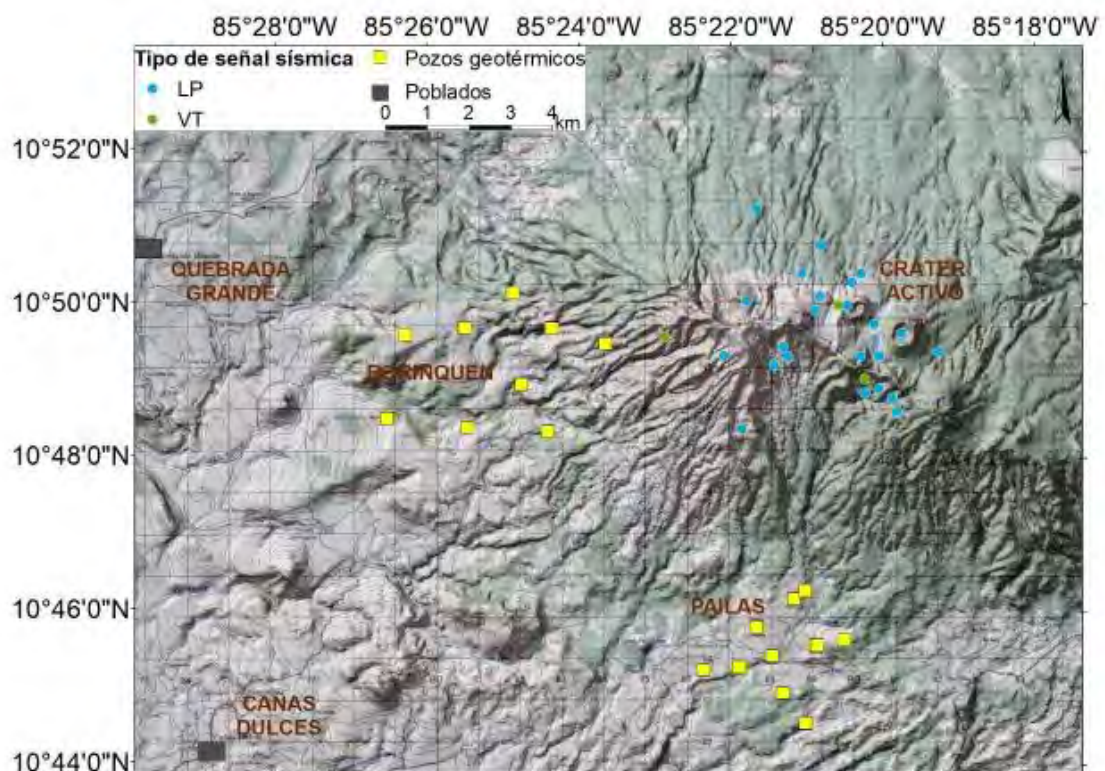 85°28'0"W 85°26'0"W 85°24'0"W 85°22'0"W 85°20'0"W 85°18'0"W
Tipo de señal sísmica
LP
VT
Pozos geotérmicos
Poblados
0 1 2 3 4
km
10°52'0"N
10°50'0"N
10°48'0"N
10°46'0"N
10°44'0"N
QUEBRADA
GRANDE
CRÁTER
ACTIVO
BORINQUEN
PAILAS
CAÑAS
DULCES